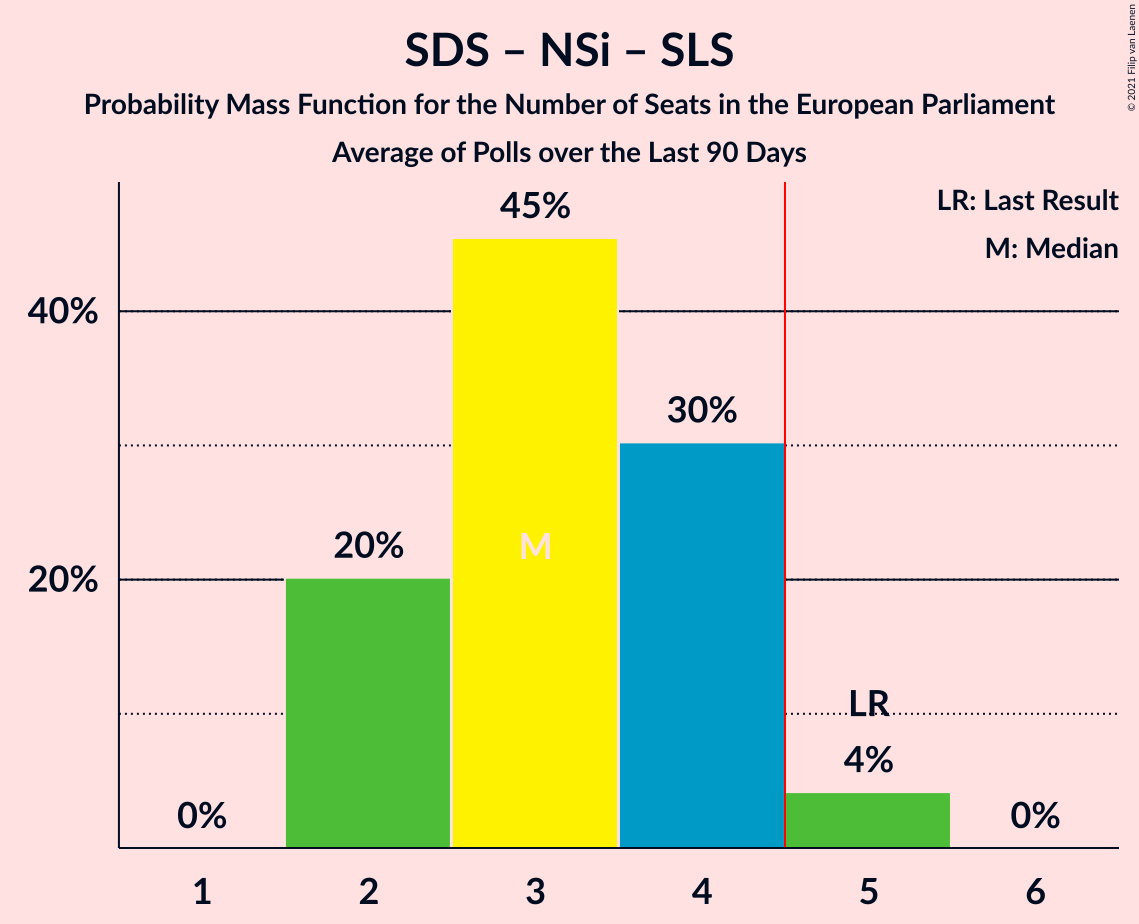 SDS – NSi – SLS
Probability Mass Function for the Number of Seats in the European Parliament
Average of Polls over the Last 90 Days
© 2021 Filip van Laenen
LR: Last Result
M: Median
45%
40%
30%
20%
M
20%
LR
4%
0%
0%
1
2
3
4
5
6